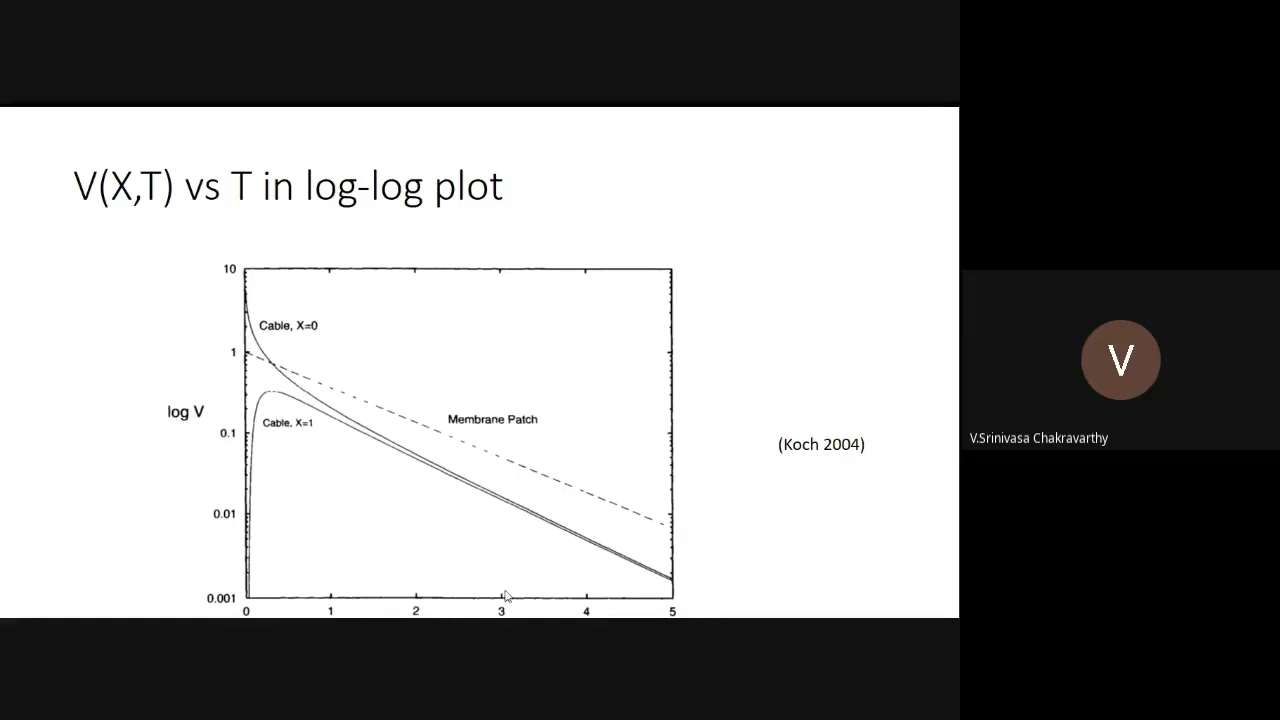 V(X,T) vs T in log-log plot
10
Cable, X=0
1
log V
Membrane Patch
Cable, X=1
0.1
(Koch 2004)
0.01
0.001
0 1 2 3 4 5
V
V.Srinivasa Chakravarthy